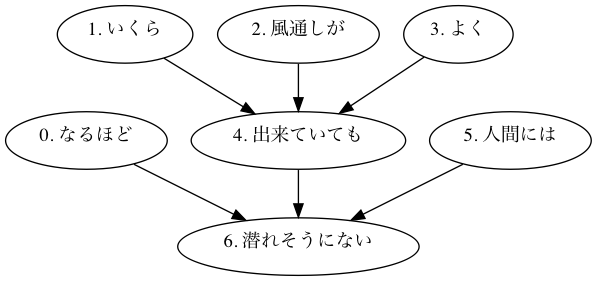 1. いくら
2. 風通しが
3. よく
0. なるほど
4. 出来ていても
5. 人間には
6. 潜れそうにない